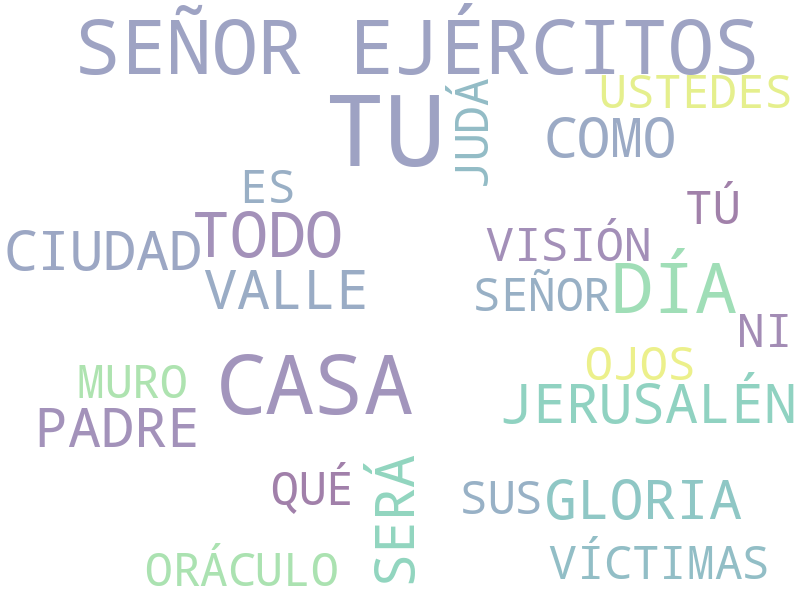 SEÑOR EJÉRCITOS
USTEDES
TU
JUDÁ
COMO
ES
TÚ
TODO
CIUDAD
VISIÓN
VALLE
SEÑOR
DÍA
NI
OJOS
MURO
CASA
JERUSALÉN
PADRE
QUÉ
SERÁ
SUS
GLORIA
ORÁCULO
VÍCTIMAS